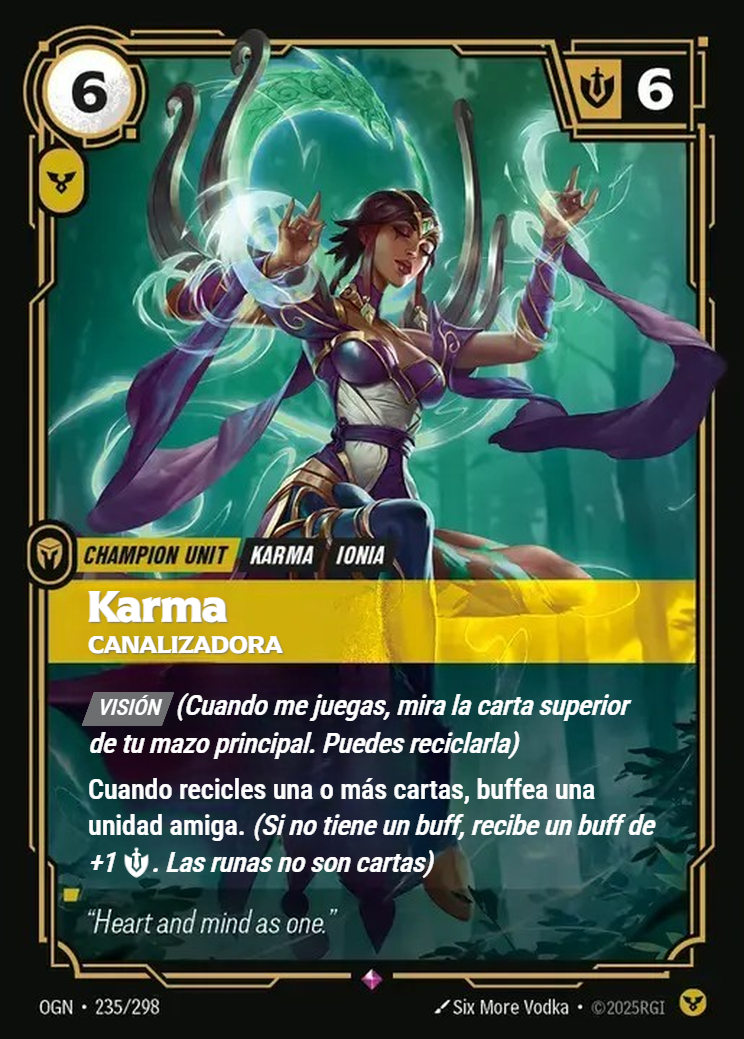 6
6
CHAMPION UNIT KARMA IONIA
Karma
CANALIZADORA
VISIÓN (Cuando me juegas, mira la carta superior
de tu mazo principal. Puedes reciclarla)
Cuando recicles una o más cartas, buffea una
unidad amiga. (Si no tiene un buff, recibe un buff de
+1 . Las runas no son cartas)
“Heart and mind as one.”
OGN • 235/298
Six More Vodka • ©2025RGI